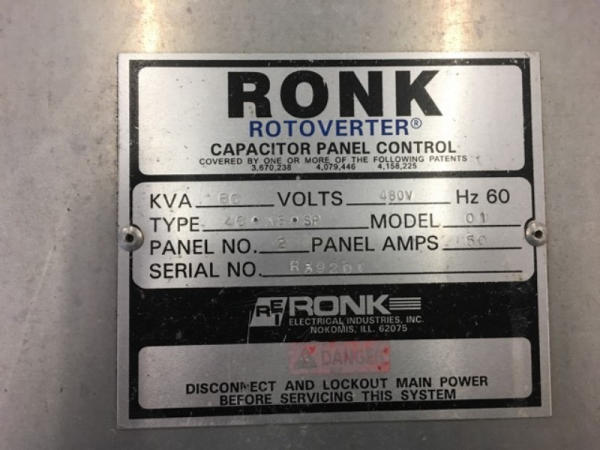 RONK
ROTOVERTER®
CAPACITOR PANEL CONTROL
COVERED BY ONE OR MORE OF THE FOLLOWING PATENTS
3,670,238 4,079,446 4,158,225
KVA VOLTS 480V Hz 60
TYPE MODEL 01
PANEL NO. 2 PANEL AMPS
SERIAL NO.
REI RONK
ELECTRICAL INDUSTRIES, INC.
NOKOMIS, ILL. 62075
DANGER
DISCONNECT AND LOCKOUT MAIN POWER
BEFORE SERVICING THIS SYSTEM